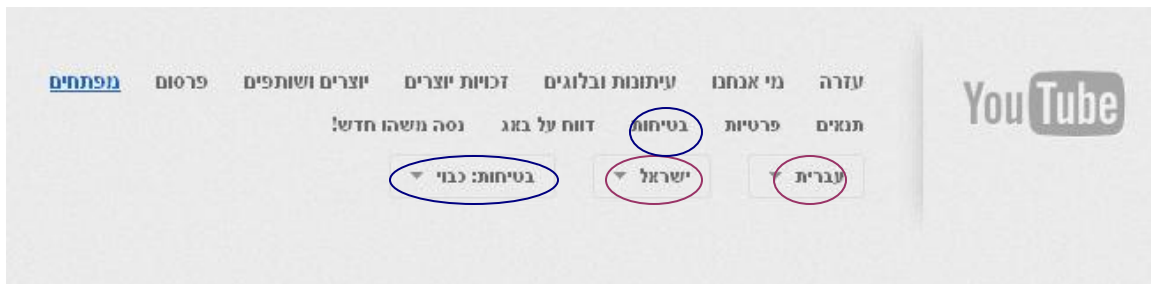 YouTube
עזרה מי אנחנו עיתונות ובלוגים זכויות יוצרים יוצרים ושותפים פרסום מפתחים
תנאים פרטיות בטיחות דווח על באג נסה משהו חדש!
עברית ישראל בטיחות: כבוי